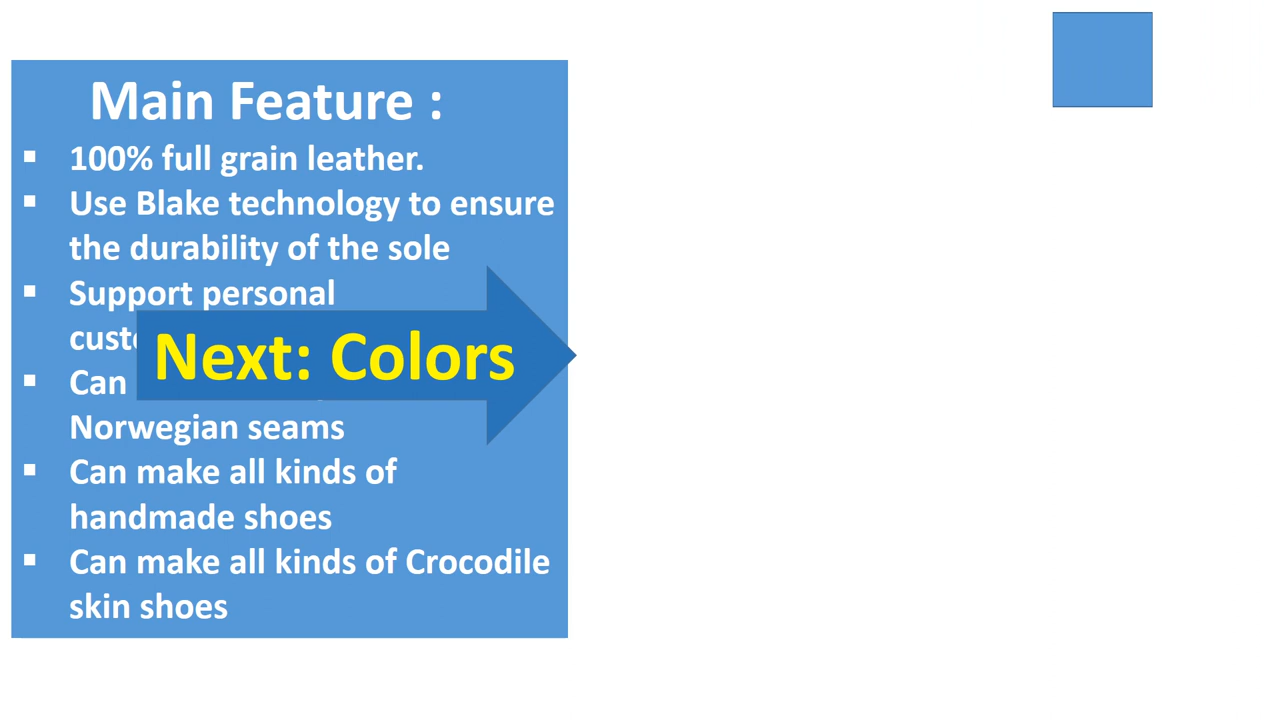 Main Feature :
▪ 100% full grain leather.
▪ Use Blake technology to ensure
the durability of the sole
▪ Support personal
▪ Can
Next: Colors
Norwegian seams
▪ Can make all kinds of
handmade shoes
▪ Can make all kinds of Crocodile
skin shoes